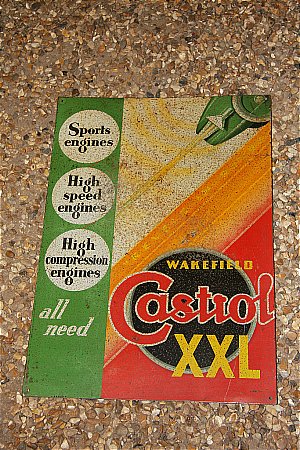 Sports
engines
High
speed
engines
High
compression
engines
all
need
WAKEFIELD
Castrol
XXL